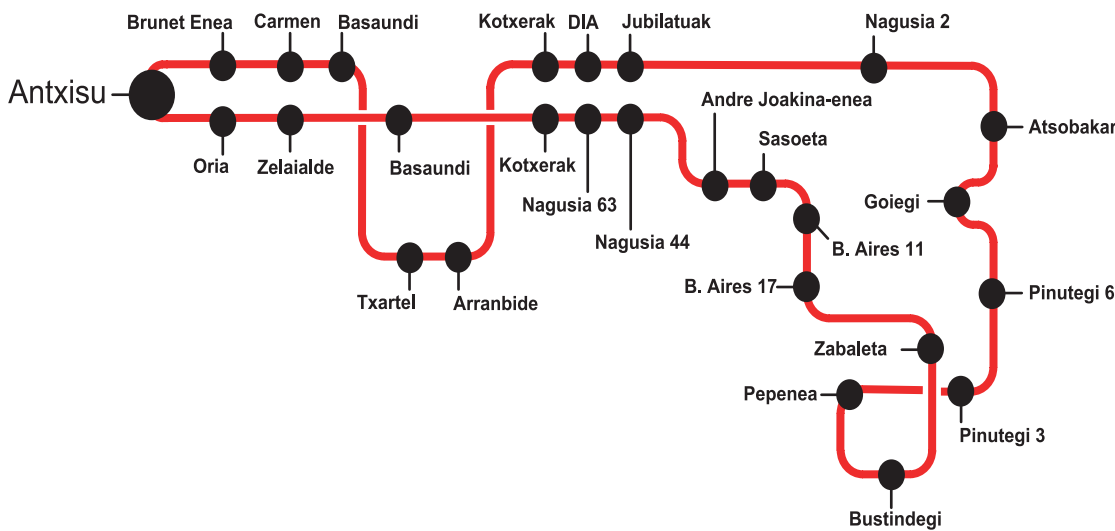 Brunet Enea
Carmen
Basaundi
Kotxerak
DIA
Jubilatuak
Nagusia 2
Antxisu
Andre Joakina-enea
Atsobakar
Sasoeta
Oria
Zelaialde
Basaundi
Kotxerak
Nagusia 63
Goiegi
Nagusia 44
B. Aires 11
B. Aires 17
Txartel
Arranbide
Pinutegi 6
Zabaleta
Pepenea
Pinutegi 3
Bustindegi